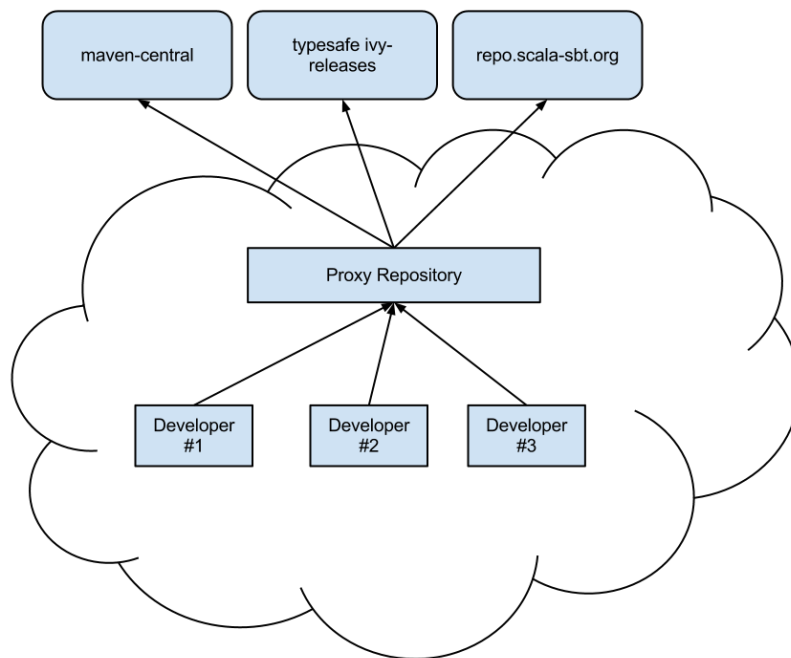 maven-central
typesafe ivy-
releases
repo.scala-sbt.org
Proxy Repository
Developer
#1
Developer
#2
Developer
#3